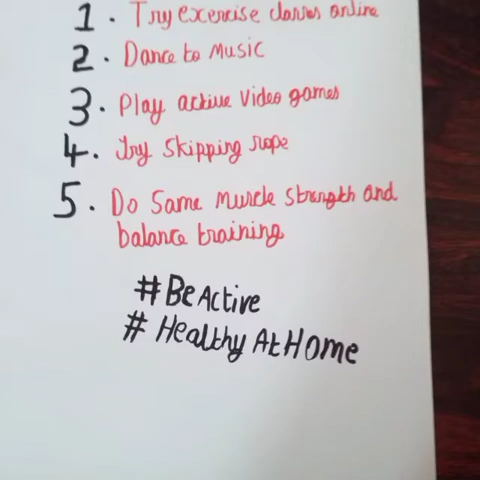 1. Try exercise classes online
2. Dance to Music
3. Play active video games
4. Try skipping rope
5. Do Some Muscle strength and
balance training
#BeActive
# HealthyAtHome